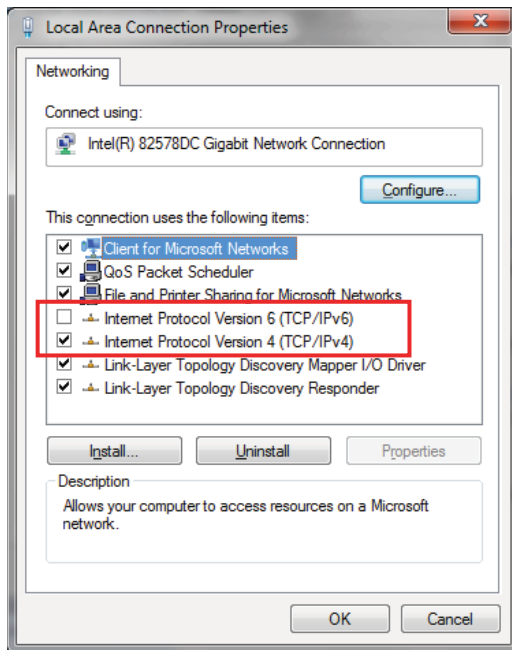 Local Area Connection Properties
Networking
Connect using:
Intel(R) 82578DC Gigabit Network Connection
Configure...
This connection uses the following items:
Client for Microsoft Networks
QoS Packet Scheduler
File and Printer Sharing for Microsoft Networks
Internet Protocol Version 6 (TCP/IPv6)
Internet Protocol Version 4 (TCP/IPv4)
Link-Layer Topology Discovery Mapper I/O Driver
Link-Layer Topology Discovery Responder
Install... Uninstall Properties
Description
Allows your computer to access resources on a Microsoft
network.
OK Cancel